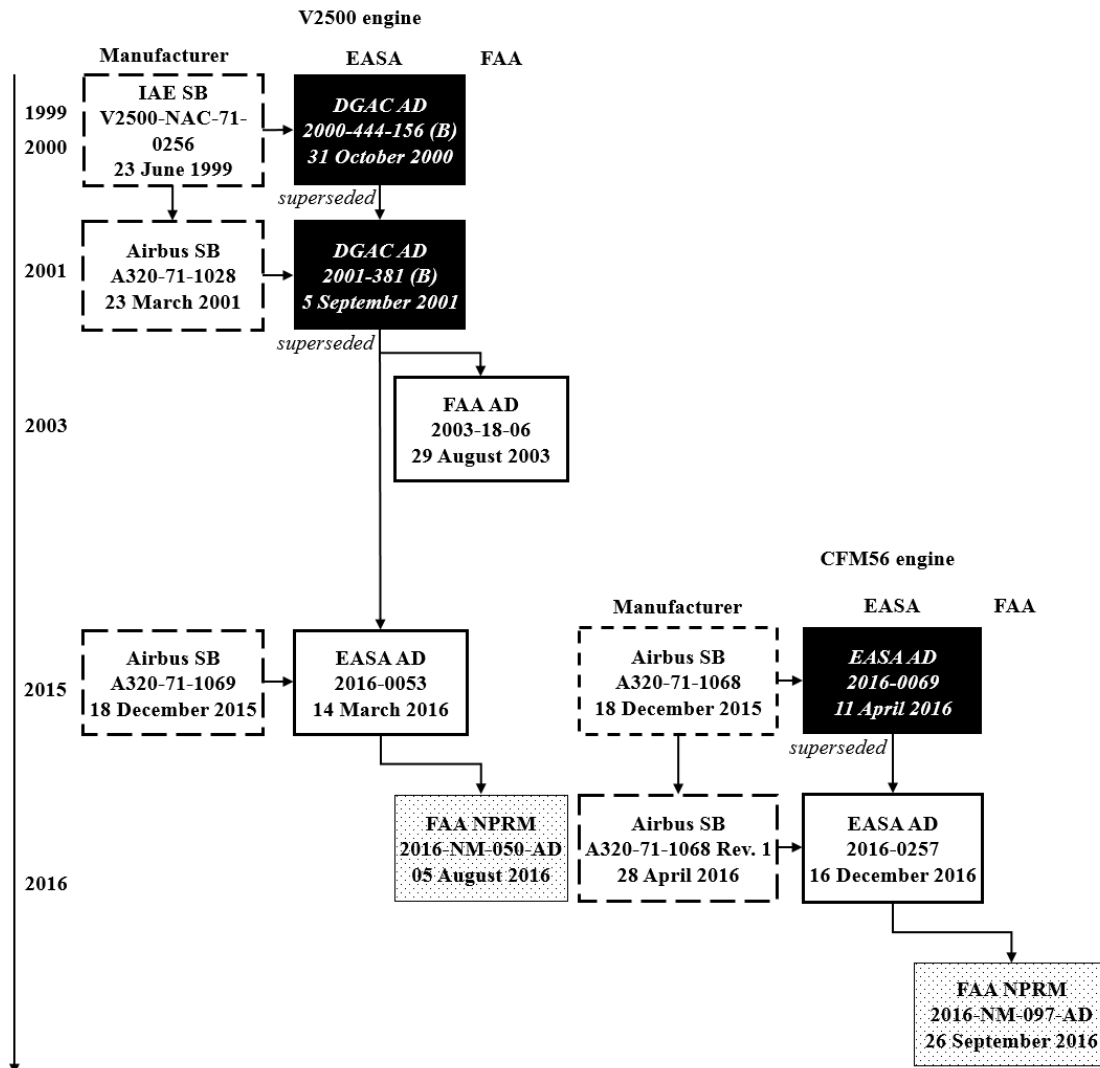 V2500 engine
Manufacturer
EASA
FAA
1999
2000
IAE SB
V2500-NAC-71-
0256
23 June 1999
DGAC AD
2000-444-156 (B)
31 October 2000
superseded
2001
Airbus SB
A320-71-1028
23 March 2001
DGAC AD
2001-381 (B)
5 September 2001
superseded
2003
FAA AD
2003-18-06
29 August 2003
CFM56 engine
Manufacturer
EASA
FAA
2015
Airbus SB
A320-71-1069
18 December 2015
EASA AD
2016-0053
14 March 2016
Airbus SB
A320-71-1068
18 December 2015
EASA AD
2016-0069
11 April 2016
superseded
2016
FAA NPRM
2016-NM-050-AD
05 August 2016
Airbus SB
A320-71-1068 Rev. 1
28 April 2016
EASA AD
2016-0257
16 December 2016
FAA NPRM
2016-NM-097-AD
26 September 2016